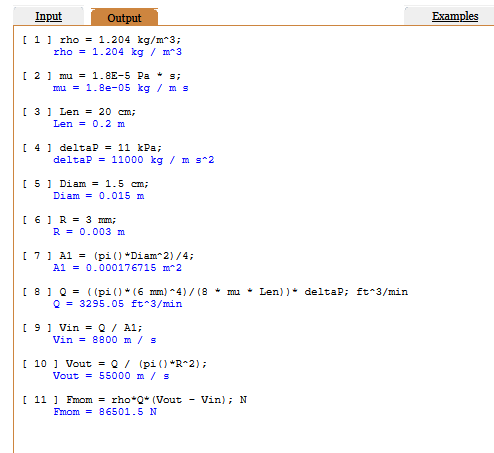 Input Output Examples
[ 1 ] rho = 1.204 kg/m^3;
rho = 1.204 kg / m^3
[ 2 ] mu = 1.8E-5 Pa * s;
mu = 1.8e-05 kg / m s
[ 3 ] Len = 20 cm;
Len = 0.2 m
[ 4 ] deltaP = 11 kPa;
deltaP = 11000 kg / m s^2
[ 5 ] Diam = 1.5 cm;
Diam = 0.015 m
[ 6 ] R = 3 mm;
R = 0.003 m
[ 7 ] A1 = (pi()*Diam^2)/4;
A1 = 0.000176715 m^2
[ 8 ] Q = ((pi()*(6 mm)^4)/(8 * mu * Len))* deltaP; ft^3/min
Q = 3295.05 ft^3/min
[ 9 ] Vin = Q / A1;
Vin = 8800 m / s
[ 10 ] Vout = Q / (pi()*R^2);
Vout = 55000 m / s
[ 11 ] Fmom = rho*Q*(Vout - Vin); N
Fmom = 86501.5 N